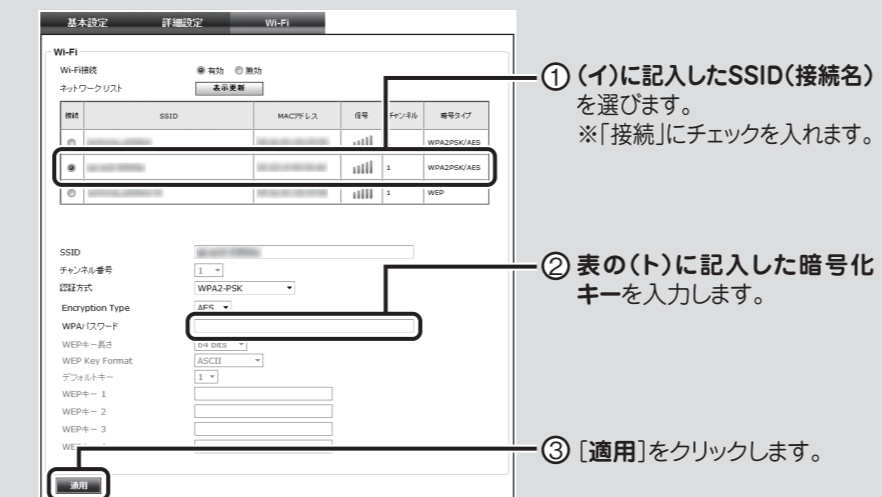 基本設定 詳細設定 Wi-Fi
Wi-Fi
Wi-Fi接続 有効 無効
ネットワークリスト 表示更新
接続 SSID MACアドレス 信号 チャンネル 暗号タイプ
WPA2PSK/AES
1 WPA2PSK/AES
1 WEP
SSID
チャンネル番号 1
認証方式 WPA2-PSK
Encryption Type AES
WPAパスワード
WEPキー長さ 64 bits
WEP Key Format ASCII
デフォルトキー 1
WEPキー 1
WEPキー 2
WEPキー 3
適用
① (イ)に記入したSSID(接続名)
を選びます。
※「接続」にチェックを入れます。
② 表の(ト)に記入した暗号化
キーを入力します。
③ [適用]をクリックします。